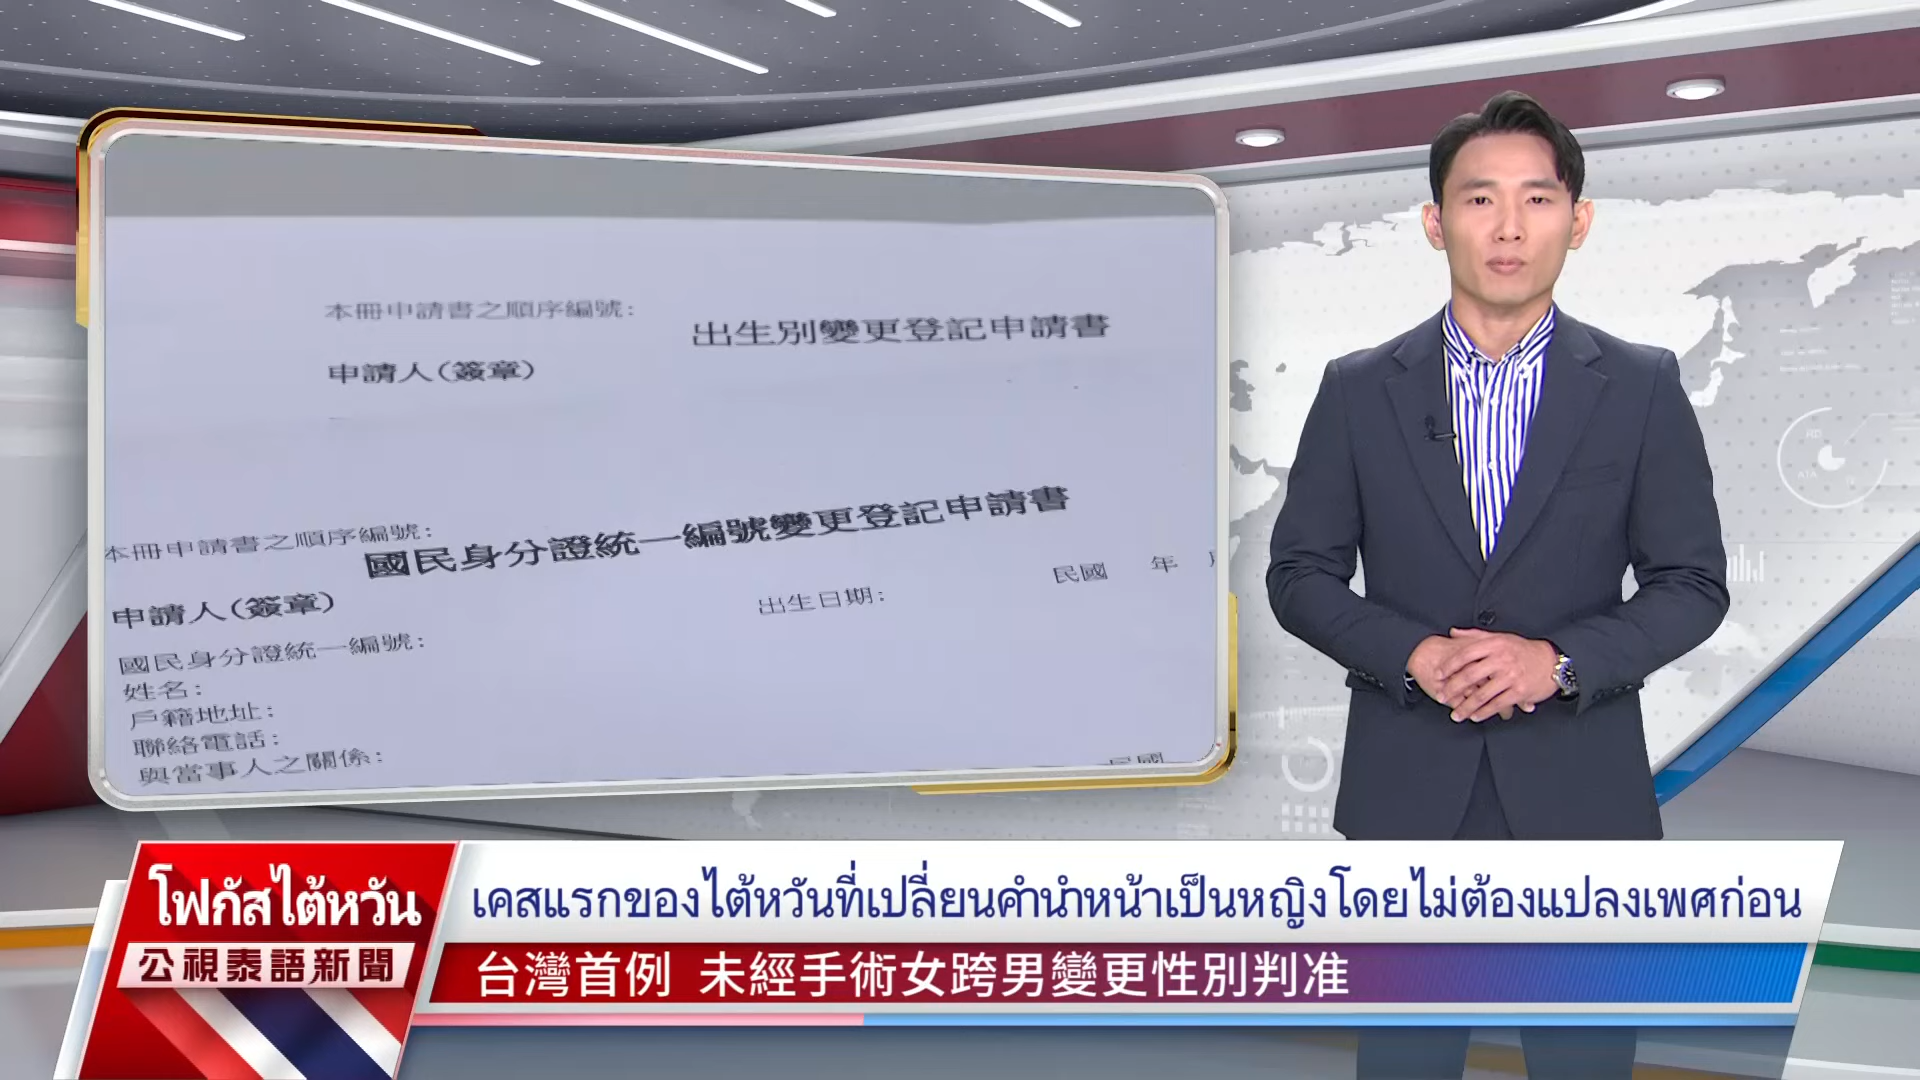 本冊申請書之順序編號:
出生別變更登記申請書
申請人(簽章)
本冊申請書之順序編號:
國民身分證統一編號變更登記申請書
申請人(簽章)
出生日期:
民國 年
國民身分證統一編號:
姓名:
戶籍地址:
聯絡電話:
與當事人之關係:
民國
โฟกัสไต้หวัน
公視泰語新聞
เคสแรกของไต้หวันที่เปลี่ยนคำนำหน้าเป็นหญิงโดยไม่ต้องแปลงเพศก่อน
台灣首例 未經手術女跨男變更性別判准